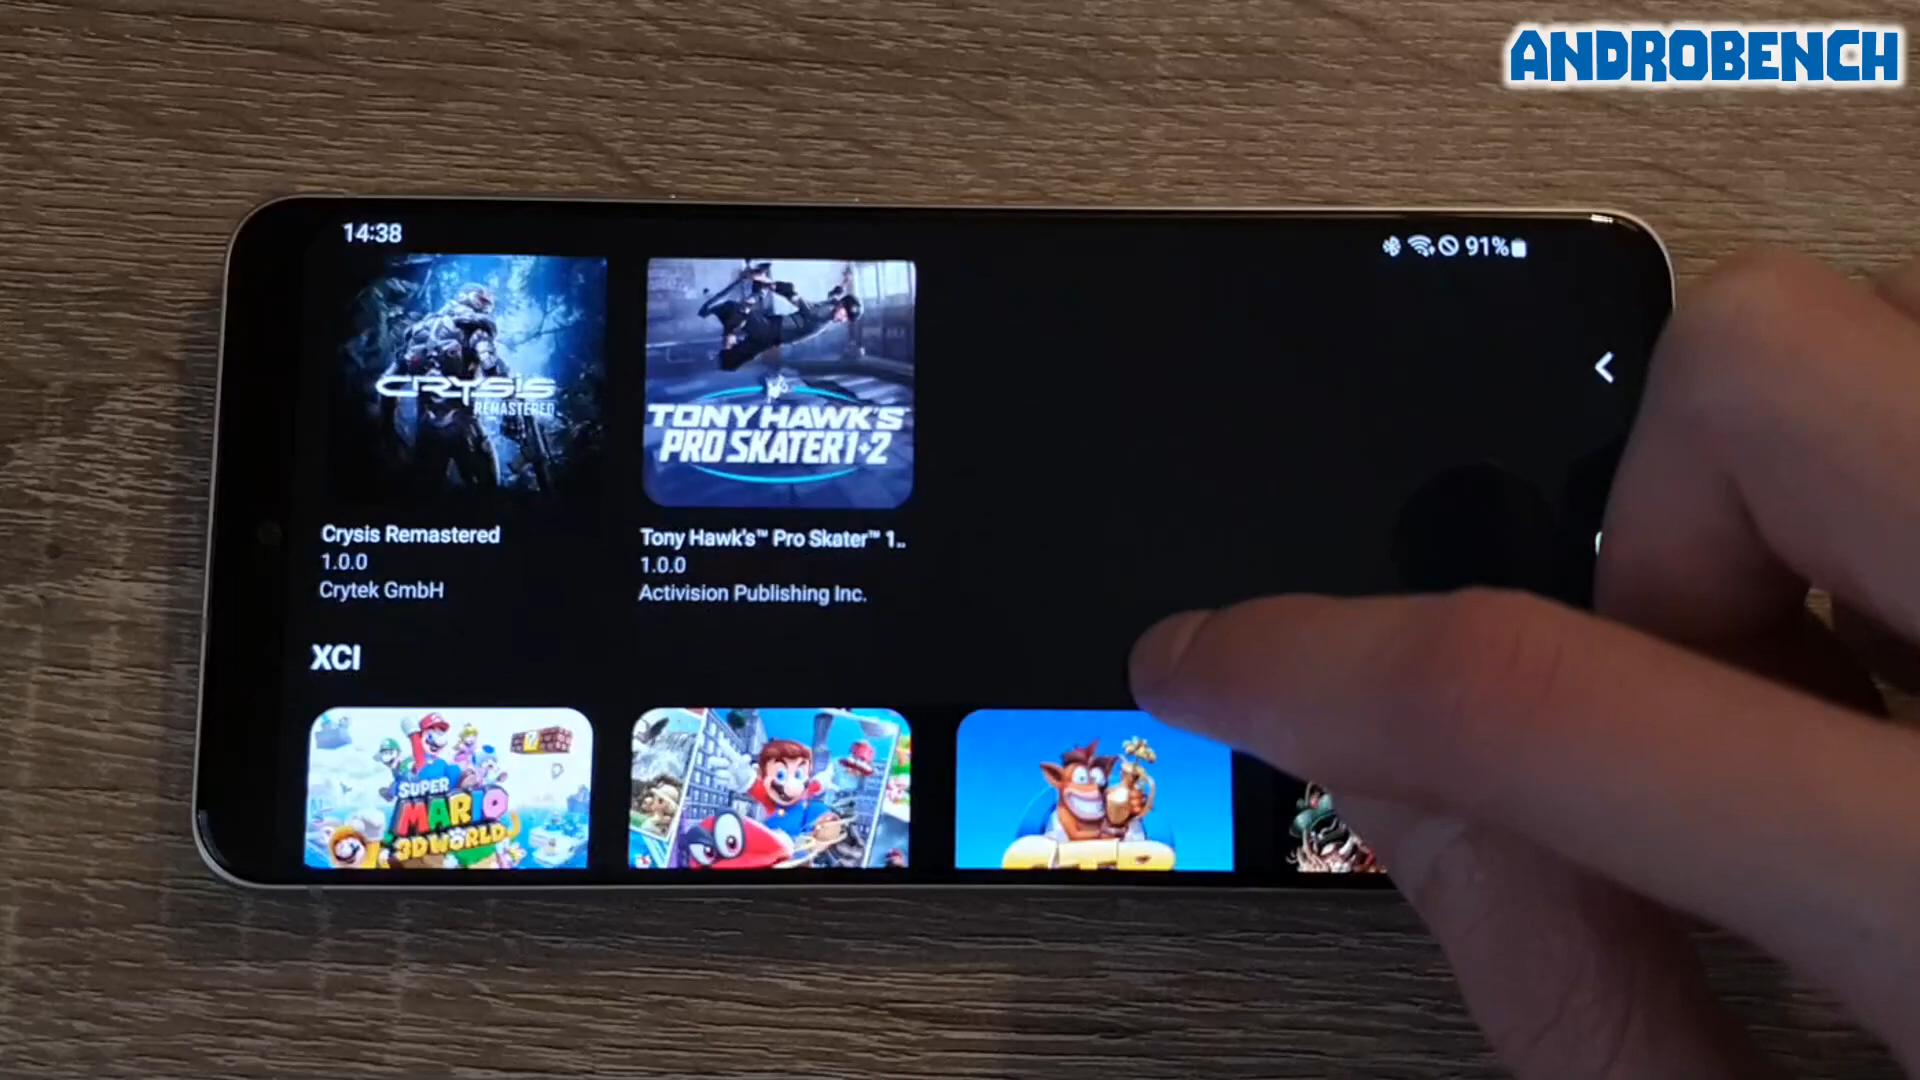 ANDROBENCH
14:38
91%
CRYSIS
REMASTERED
TONY HAWK'S
PRO SKATER 1+2
Crysis Remastered
1.0.0
Crytek GmbH
Tony Hawk's™ Pro Skater™ 1..
1.0.0
Activision Publishing Inc.
XCI
SUPER
MARIO
3D WORLD